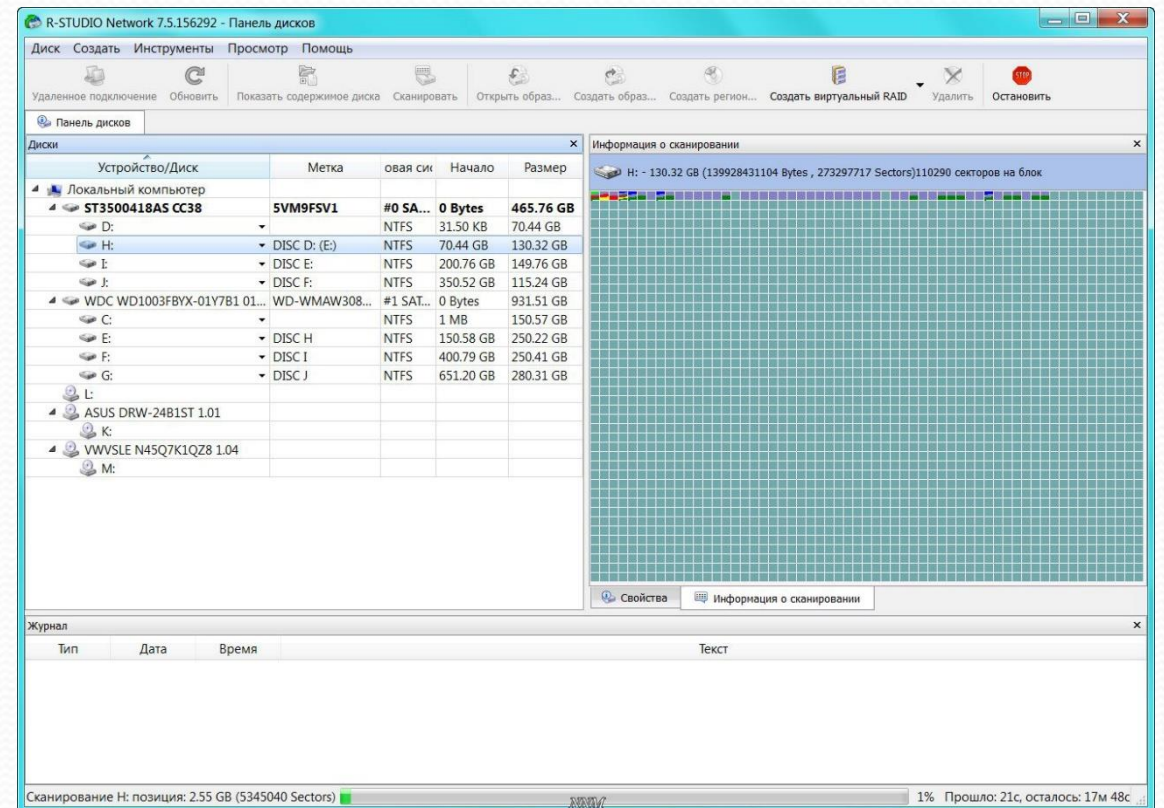 R-STUDIO Network 7.5.156292 - Панель дисков
Диск Создать Инструменты Просмотр Помощь
Удаленное подключение Обновить Показать содержимое диска Сканировать Открыть образ... Создать образ... Создать регион... Создать виртуальный RAID Удалить Остановить
Панель дисков
Диски
Устройство/Диск Метка овая сис Начало Размер
Локальный компьютер
ST3500418AS CC38 5VM9FSV1 #0 SA... 0 Bytes 465.76 GB
D: NTFS 31.50 KB 70.44 GB
H: DISC D: (E:) NTFS 70.44 GB 130.32 GB
I: DISC E: NTFS 200.76 GB 149.76 GB
J: DISC F: NTFS 350.52 GB 115.24 GB
WDC WD1003FBYX-01Y7B1 01... WD-WMAW308... #1 SAT... 0 Bytes 931.51 GB
C: NTFS 1 MB 150.57 GB
E: DISC H NTFS 150.58 GB 250.22 GB
F: DISC I NTFS 400.79 GB 250.41 GB
G: DISC J NTFS 651.20 GB 280.31 GB
L:
ASUS DRW-24B1ST 1.01
K:
VWVSLE N45Q7K1QZ8 1.04
M:
Информация о сканировании
H: - 130.32 GB (139928431104 Bytes , 273297717 Sectors)110290 секторов на блок
Свойства Информация о сканировании
Журнал
Тип Дата Время Текст
Сканирование H: позиция: 2.55 GB (5345040 Sectors) 1% Прошло: 21с, осталось: 17м 48с